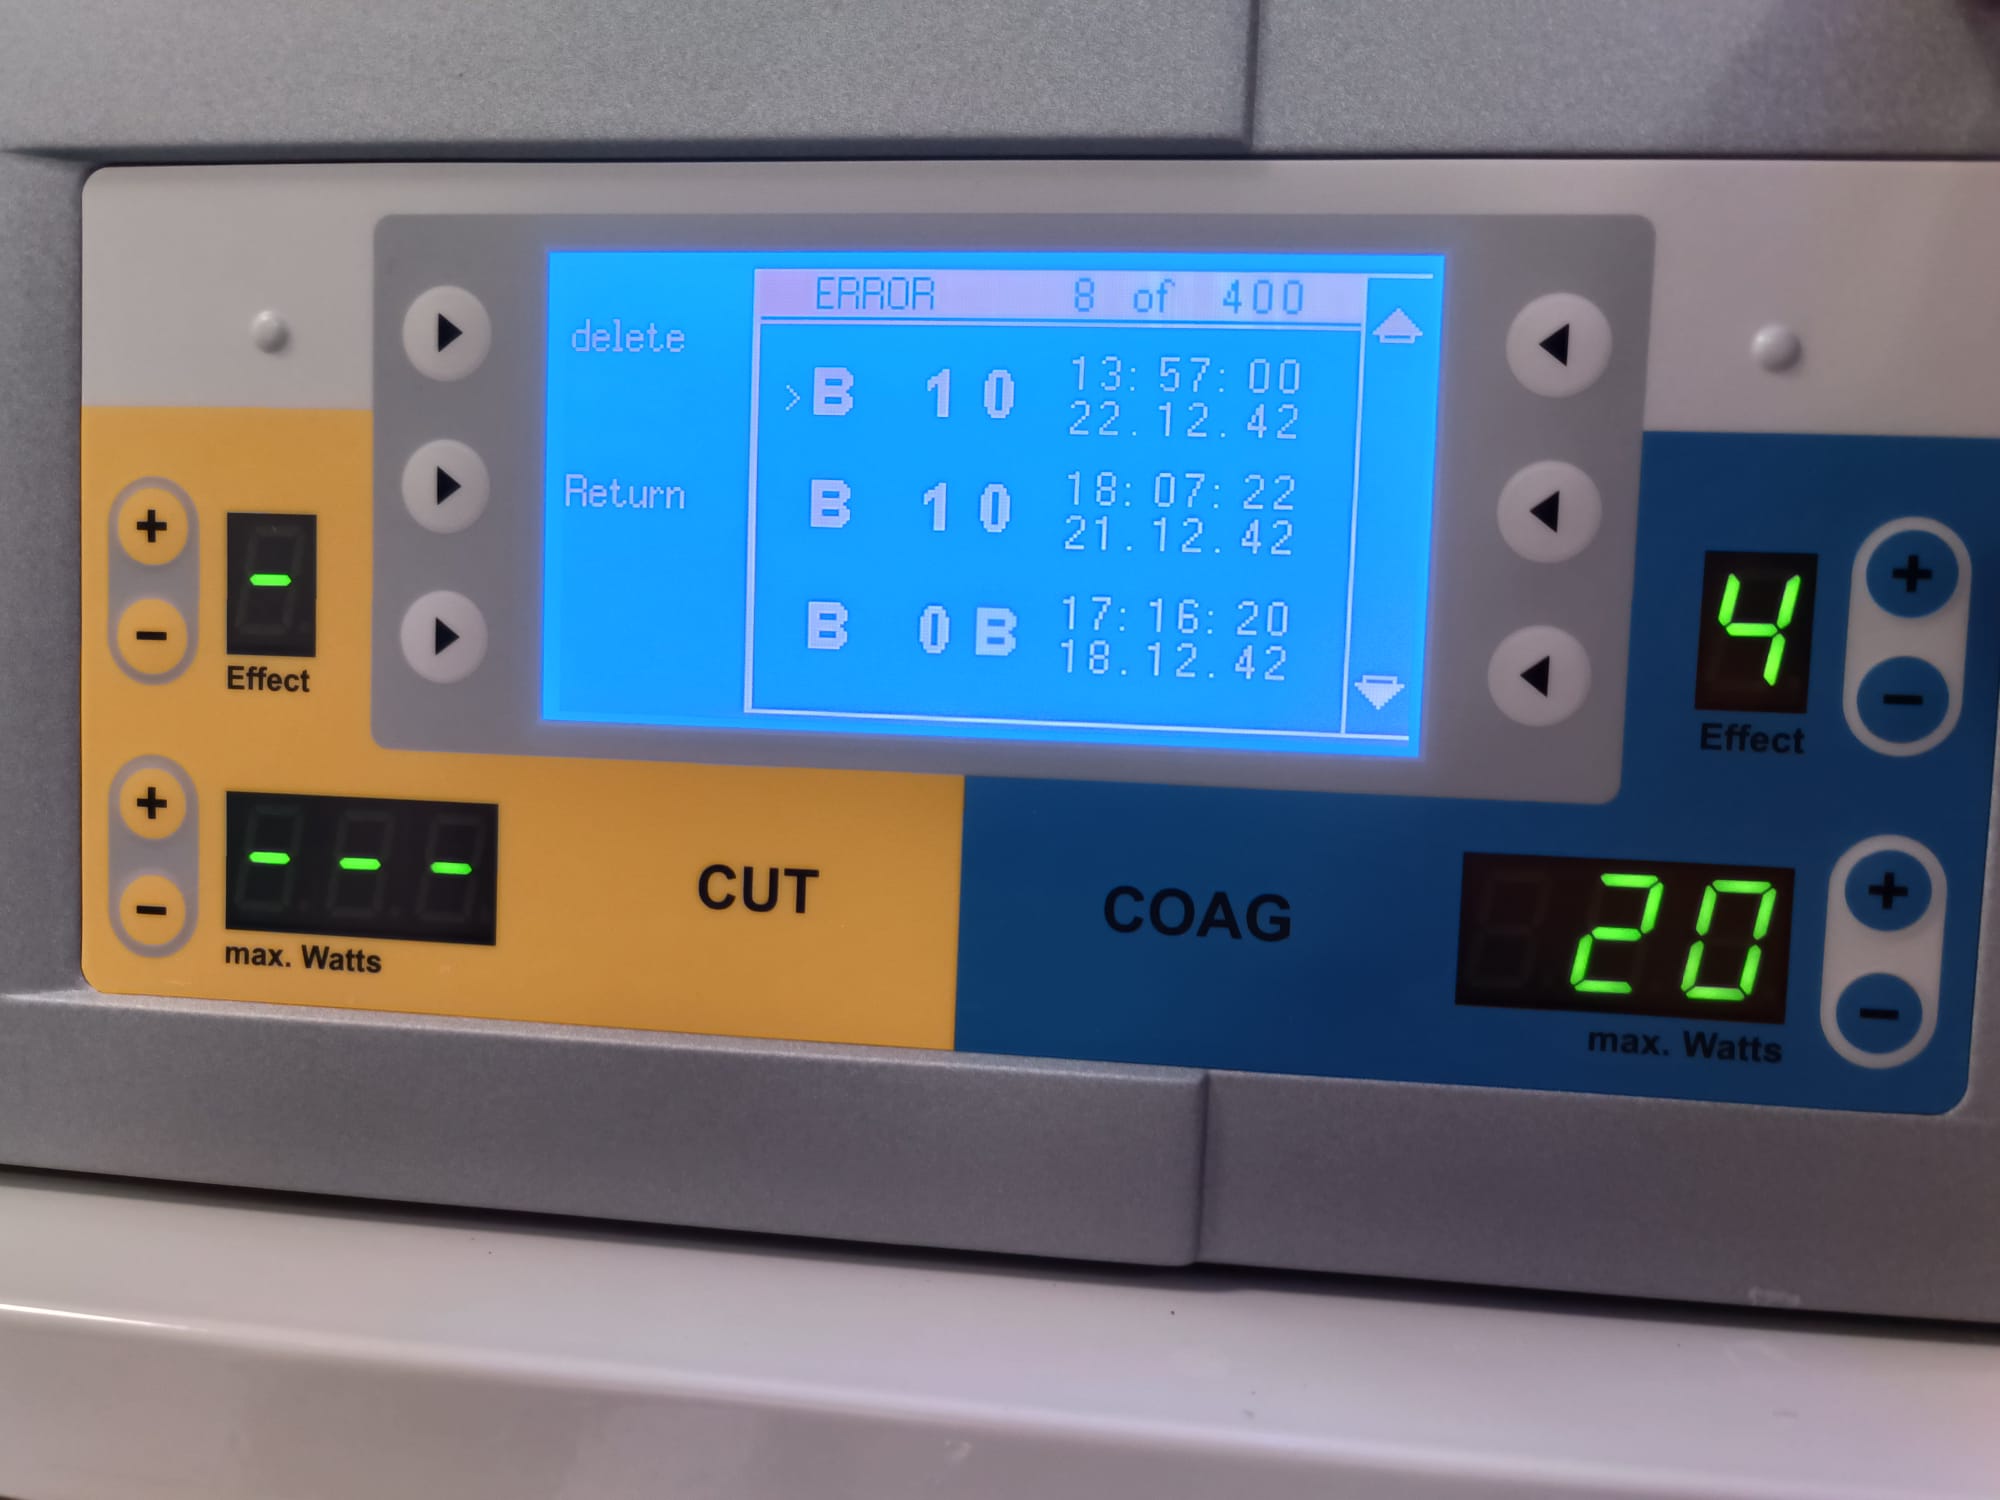 ERROR 8 of 400
delete
>B 10 13:57:00
22.12.42
Return
B 10 18:07:22
21.12.42
B 0B 17:16:20
18.12.42
+
-
-
Effect
+
-
4
Effect
+
-
---
max. Watts
CUT
COAG
20
max. Watts
+
-